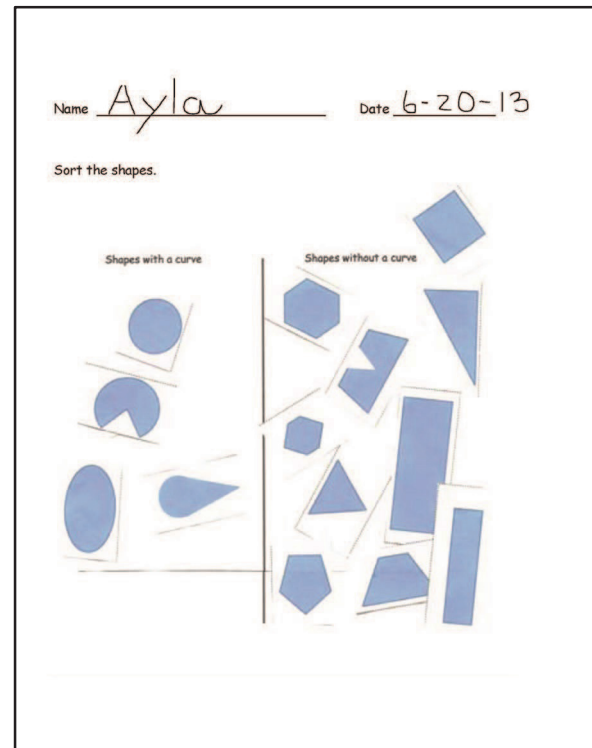 Name Ayla Date 6-20-13
Sort the shapes.
Shapes with a curve Shapes without a curve